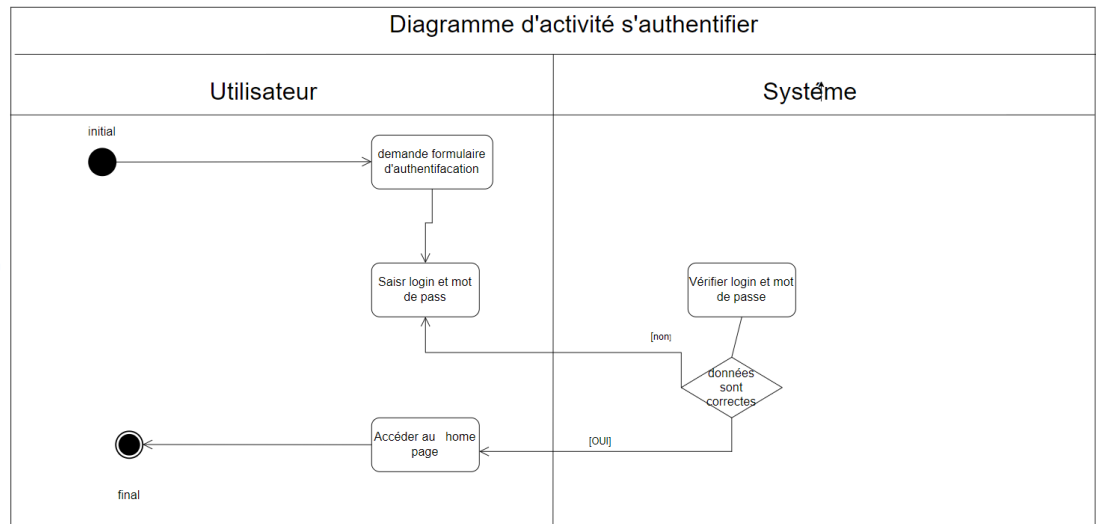 Diagramme d'activité s'authentifier
Utilisateur
Système
initial
demande formulaire
d'authentifacation
Saisr login et mot
de pass
Vérifier login et mot
de passe
[non]
données
sont
correctes
Accéder au home
page
[OUI]
final